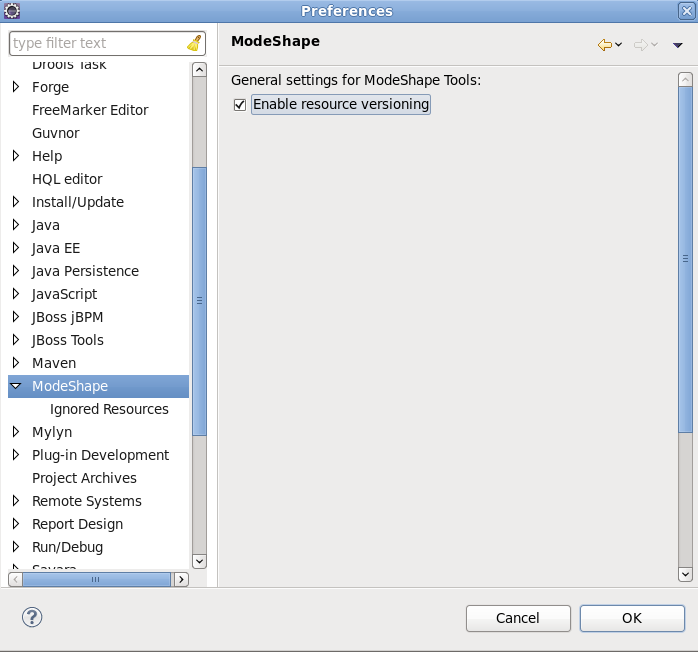 Preferences
type filter text
Drools Task
Forge
FreeMarker Editor
Guvnor
Help
HQL editor
Install/Update
Java
Java EE
Java Persistence
JavaScript
JBoss jBPM
JBoss Tools
Maven
ModeShape
Ignored Resources
Mylyn
Plug-in Development
Project Archives
Remote Systems
Report Design
Run/Debug
Savara
ModeShape
General settings for ModeShape Tools:
Enable resource versioning
Cancel
OK